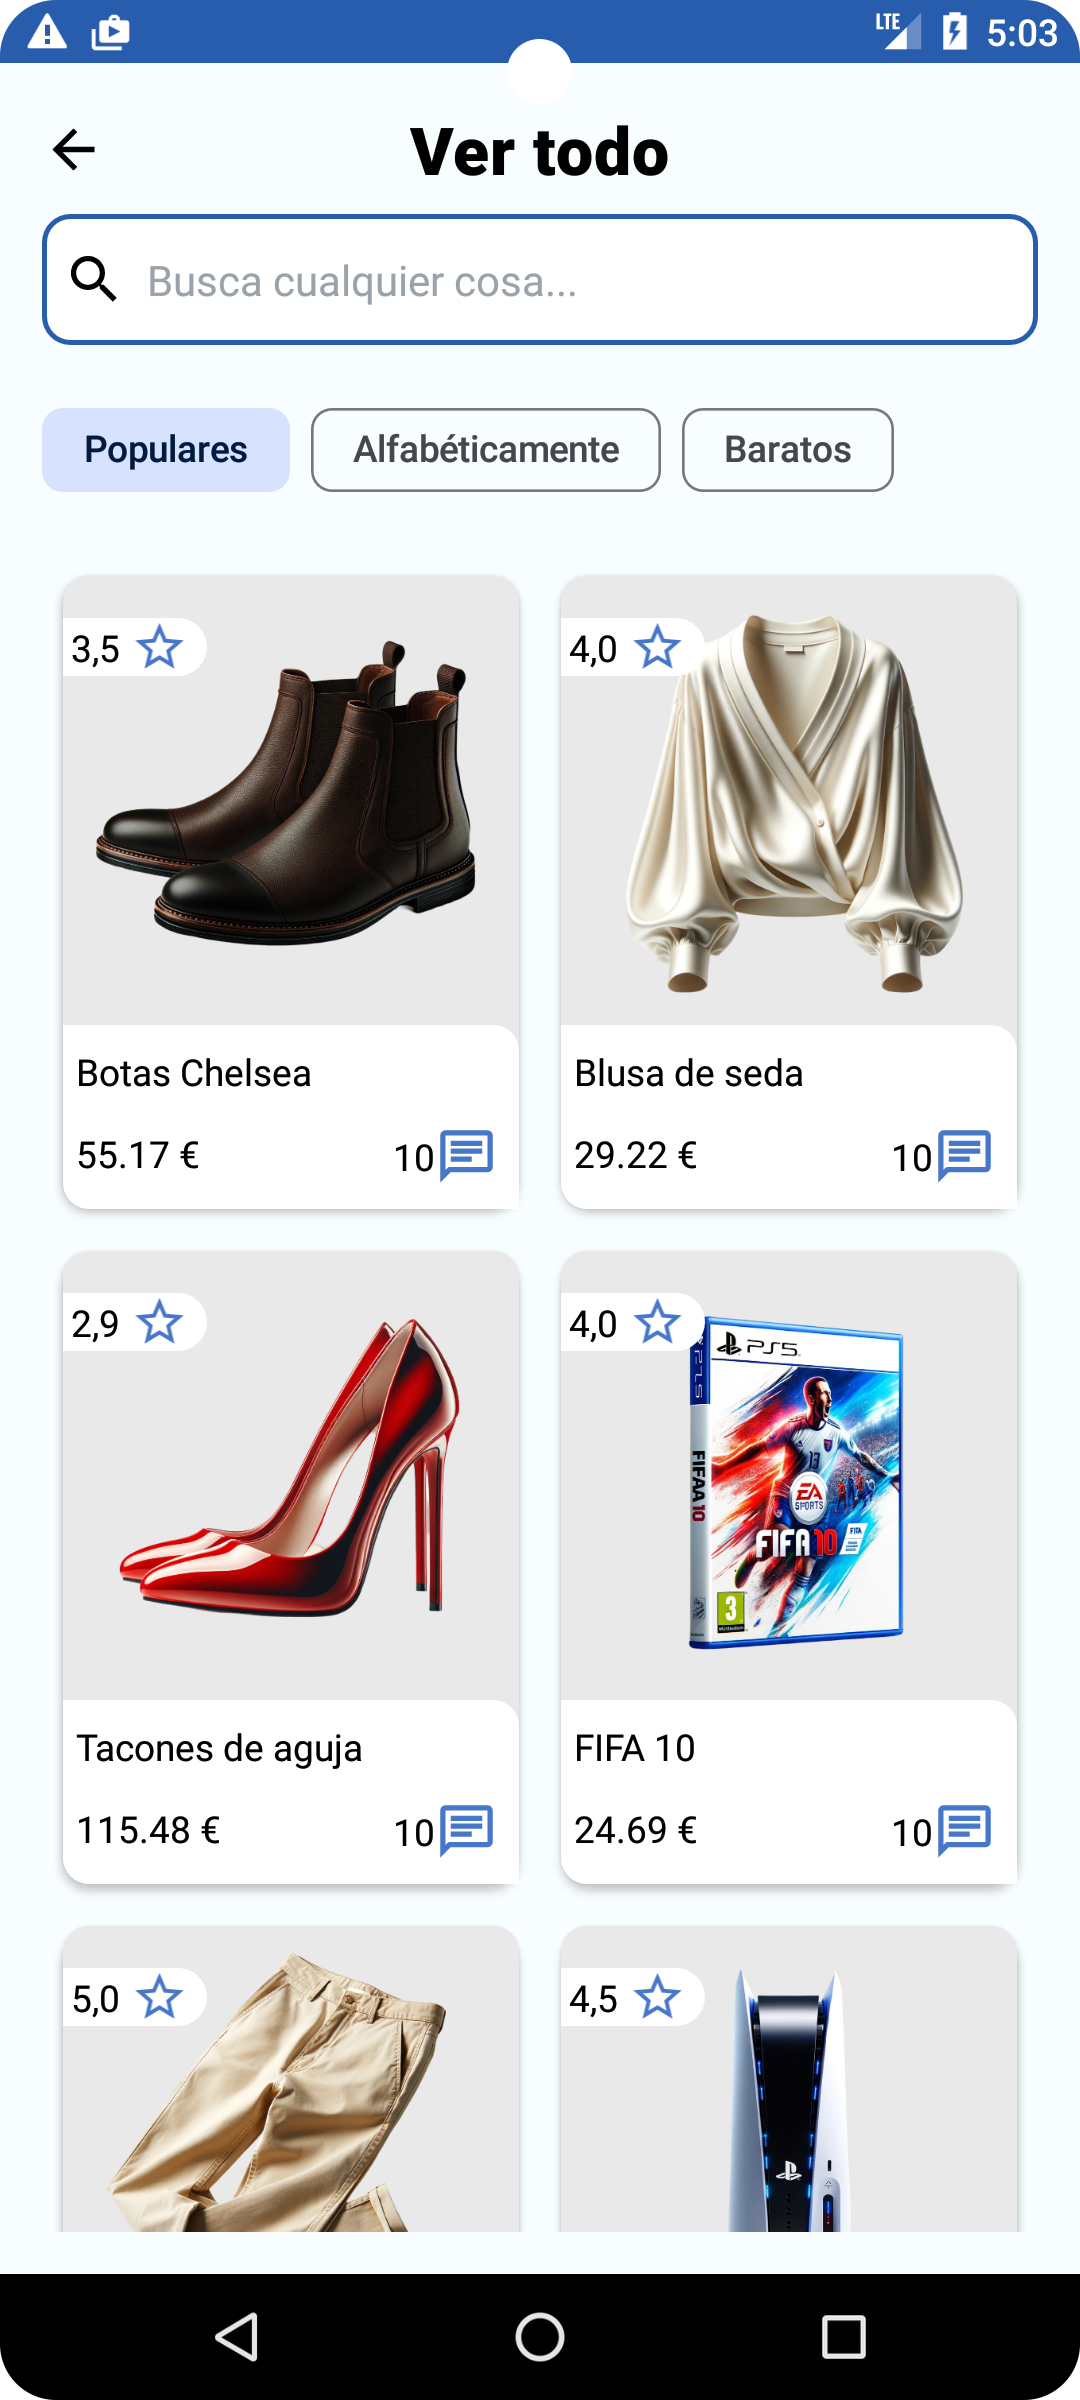 LTE 5:03
Ver todo
Busca cualquier cosa...
Populares Alfabéticamente Baratos
3,5 4,0
Botas Chelsea Blusa de seda
55.17 € 10 29.22 € 10
2,9 4,0
PS5
FIFAA 10
13
EA
SPORTS
FIFA 10
FIFA
3
Tacones de aguja FIFA 10
115.48 € 10 24.69 € 10
5,0 4,5